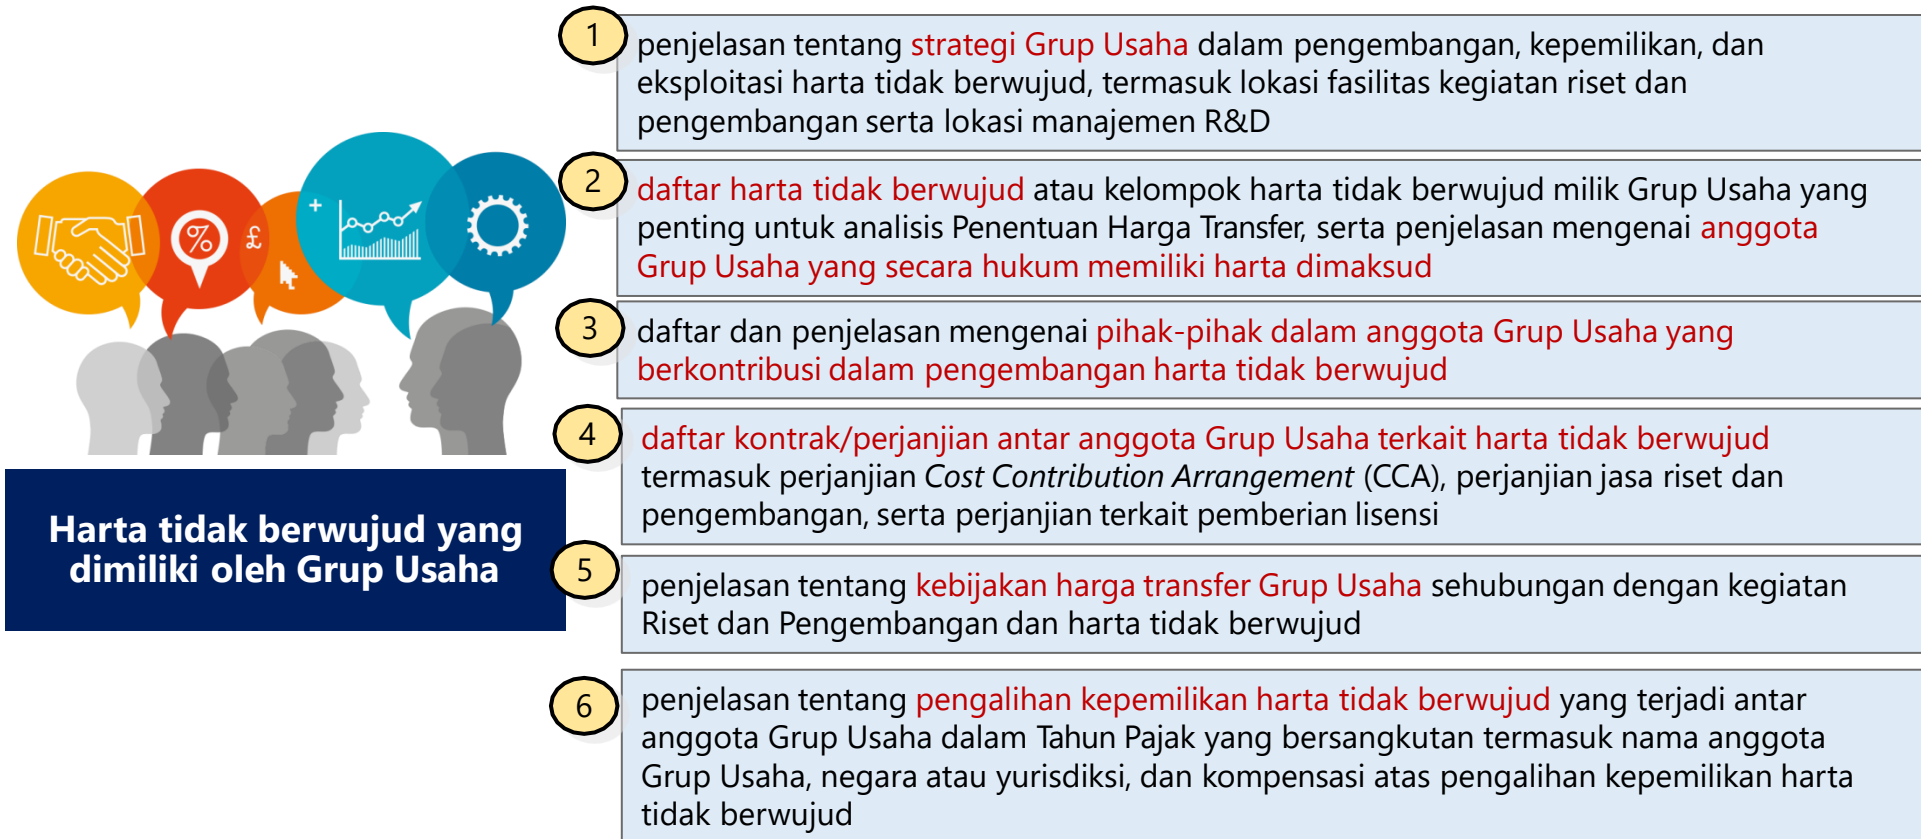 1
penjelasan tentang strategi Grup Usaha dalam pengembangan, kepemilikan, dan
eksploitasi harta tidak berwujud, termasuk lokasi fasilitas kegiatan riset dan
pengembangan serta lokasi manajemen R&D
2
daftar harta tidak berwujud atau kelompok harta tidak berwujud milik Grup Usaha yang
penting untuk analisis Penentuan Harga Transfer, serta penjelasan mengenai anggota
Grup Usaha yang secara hukum memiliki harta dimaksud
3
daftar dan penjelasan mengenai pihak-pihak dalam anggota Grup Usaha yang
berkontribusi dalam pengembangan harta tidak berwujud
4
daftar kontrak/perjanjian antar anggota Grup Usaha terkait harta tidak berwujud
termasuk perjanjian Cost Contribution Arrangement (CCA), perjanjian jasa riset dan
pengembangan, serta perjanjian terkait pemberian lisensi
5
penjelasan tentang kebijakan harga transfer Grup Usaha sehubungan dengan kegiatan
Riset dan Pengembangan dan harta tidak berwujud
6
penjelasan tentang pengalihan kepemilikan harta tidak berwujud yang terjadi antar
anggota Grup Usaha dalam Tahun Pajak yang bersangkutan termasuk nama anggota
Grup Usaha, negara atau yurisdiksi, dan kompensasi atas pengalihan kepemilikan harta
tidak berwujud
%
£
+
Harta tidak berwujud yang
dimiliki oleh Grup Usaha